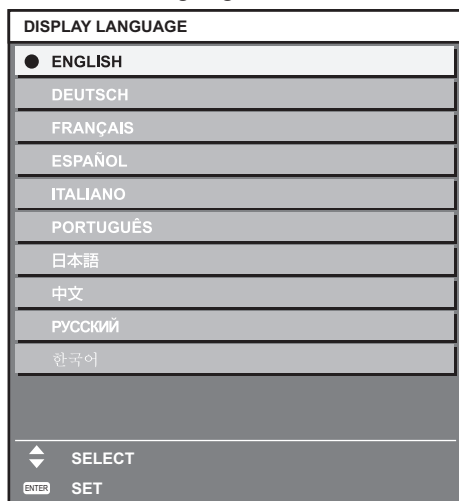 DISPLAY LANGUAGE
ENGLISH
DEUTSCH
FRANÇAIS
ESPAÑOL
ITALIANO
PORTUGUÊS
日本語
中文
РУССКИЙ
한국어
SELECT
ENTER SET